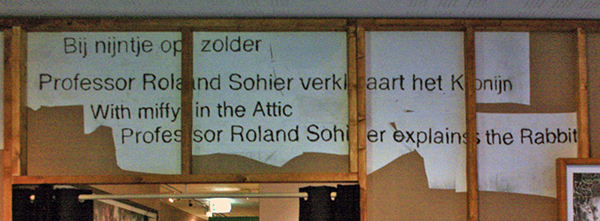 Bij nijntje op zolder
Professor Roland Sohier verklaart het Konijn
With miffy in the Attic
Professor Roland Sohier explains the Rabbit